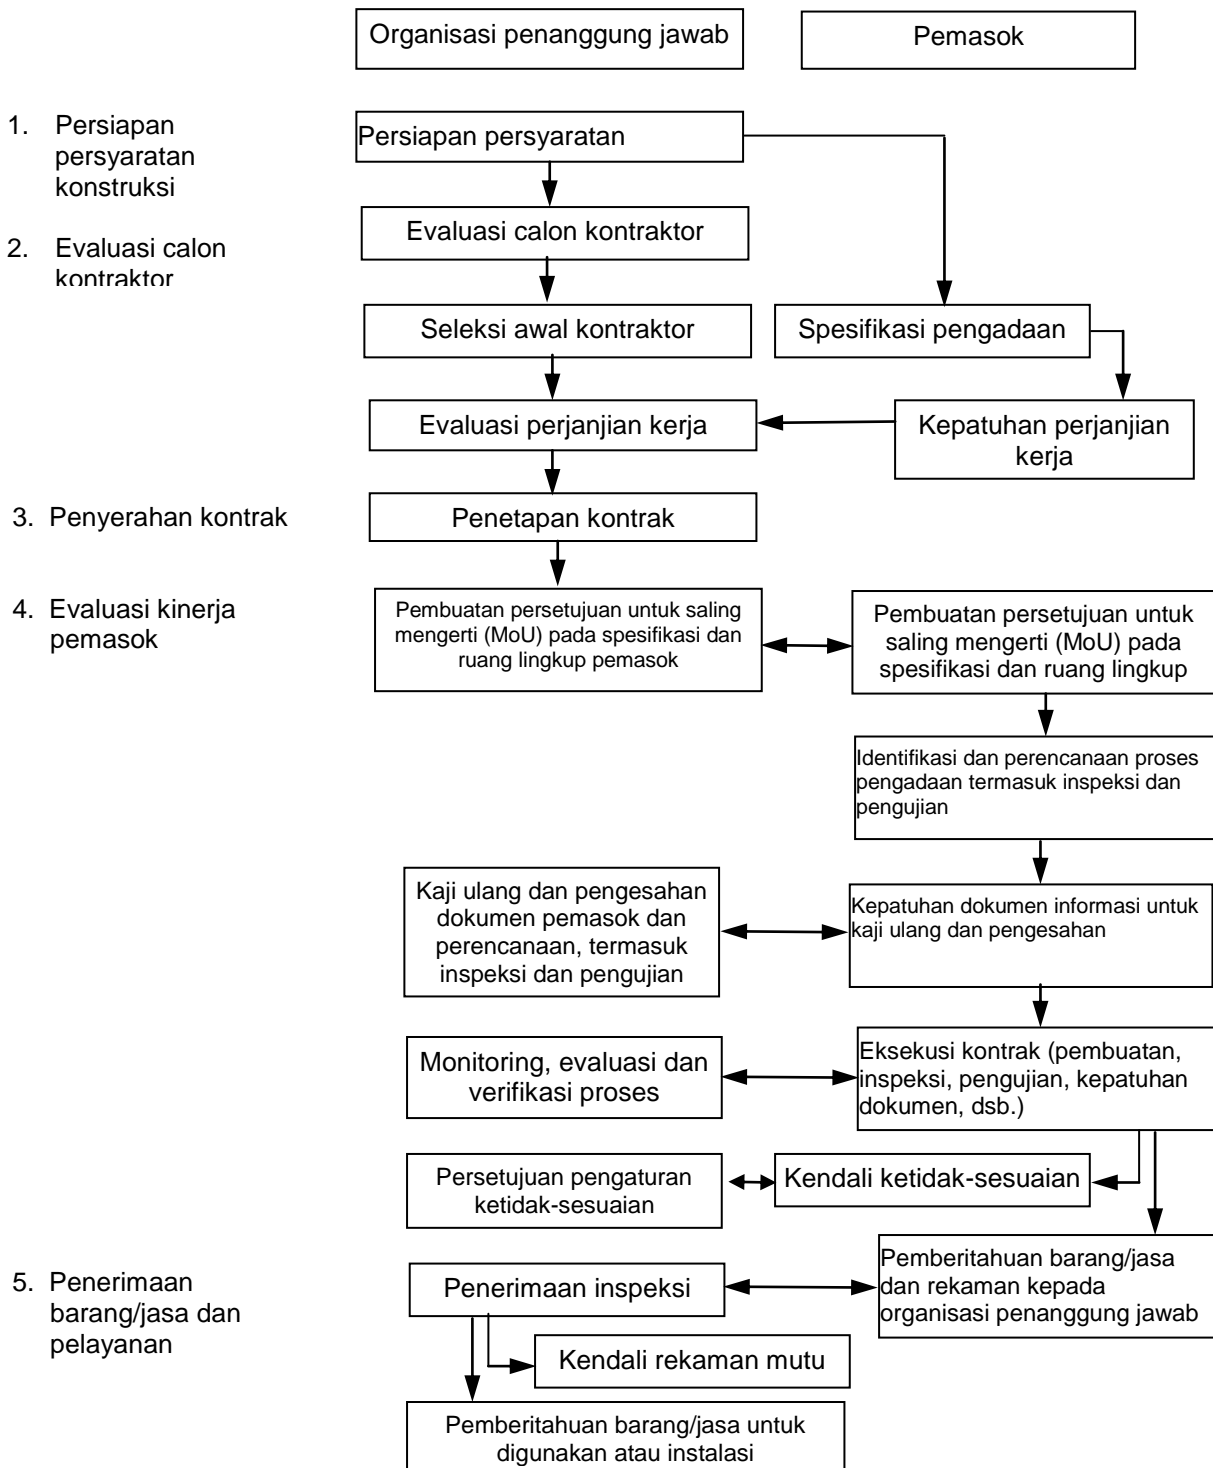 Organisasi penanggung jawab
Pemasok
1. Persiapan
persyaratan
konstruksi
Persiapan persyaratan
2. Evaluasi calon
kontraktor
Evaluasi calon kontraktor
Seleksi awal kontraktor
Spesifikasi pengadaan
Evaluasi perjanjian kerja
Kepatuhan perjanjian
kerja
3. Penyerahan kontrak
Penetapan kontrak
4. Evaluasi kinerja
pemasok
Pembuatan persetujuan untuk saling
mengerti (MoU) pada spesifikasi dan
ruang lingkup pemasok
Pembuatan persetujuan untuk
saling mengerti (MoU) pada
spesifikasi dan ruang lingkup
Identifikasi dan perencanaan proses
pengadaan termasuk inspeksi dan
pengujian
Kaji ulang dan pengesahan
dokumen pemasok dan
perencanaan, termasuk
inspeksi dan pengujian
Kepatuhan dokumen informasi untuk
kaji ulang dan pengesahan
Monitoring, evaluasi dan
verifikasi proses
Eksekusi kontrak (pembuatan,
inspeksi, pengujian, kepatuhan
dokumen, dsb.)
Persetujuan pengaturan
ketidak-sesuaian
Kendali ketidak-sesuaian
5. Penerimaan
barang/jasa dan
pelayanan
Penerimaan inspeksi
Pemberitahuan barang/jasa
dan rekaman kepada
organisasi penanggung jawab
Kendali rekaman mutu
Pemberitahuan barang/jasa untuk
digunakan atau instalasi